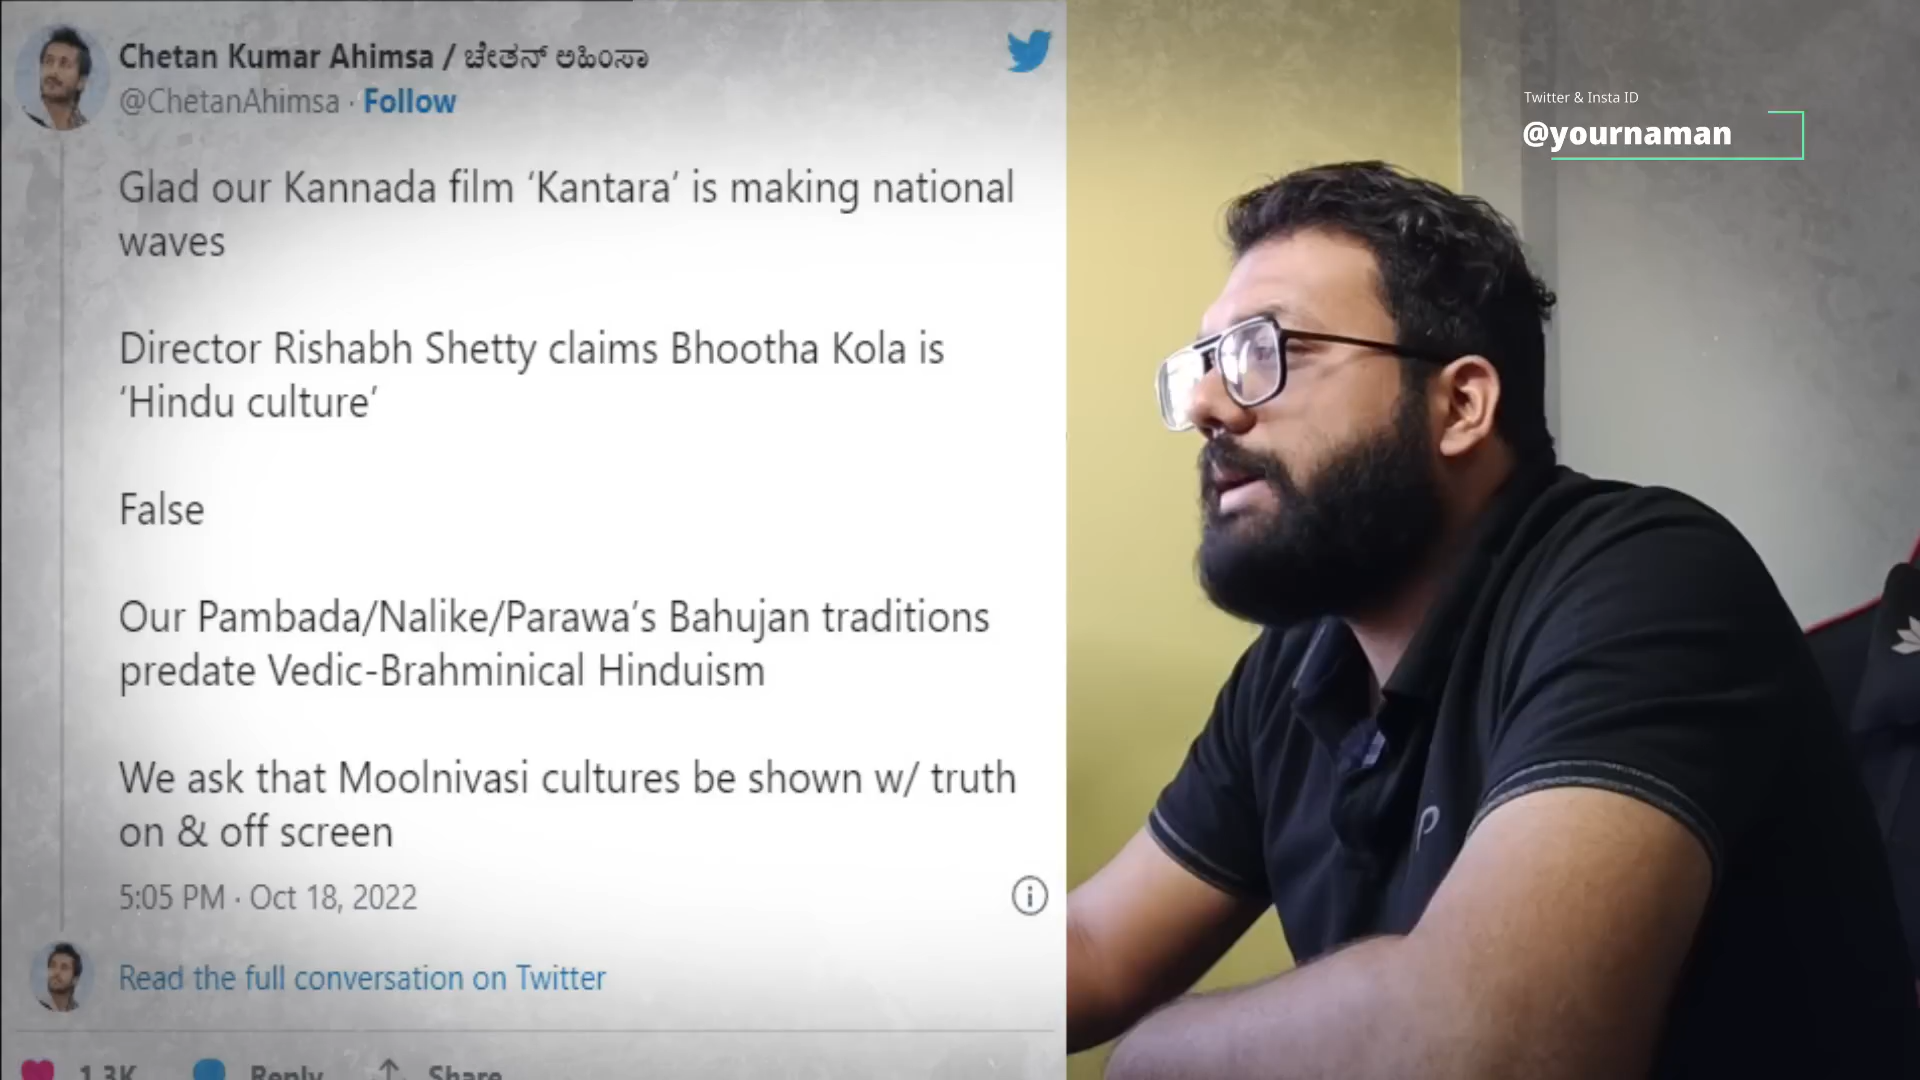 Chetan Kumar Ahimsa / ಚೇತನ್ ಅಹಿಂಸಾ
@ChetanAhimsa · Follow
Glad our Kannada film ‘Kantara’ is making national
waves
Director Rishabh Shetty claims Bhootha Kola is
‘Hindu culture’
False
Our Pambada/Nalike/Parawa’s Bahujan traditions
predate Vedic-Brahminical Hinduism
We ask that Moolnivasi cultures be shown w/ truth
on & off screen
5:05 PM · Oct 18, 2022
Read the full conversation on Twitter
1.3K Reply Share
Twitter & Insta ID
@yournaman